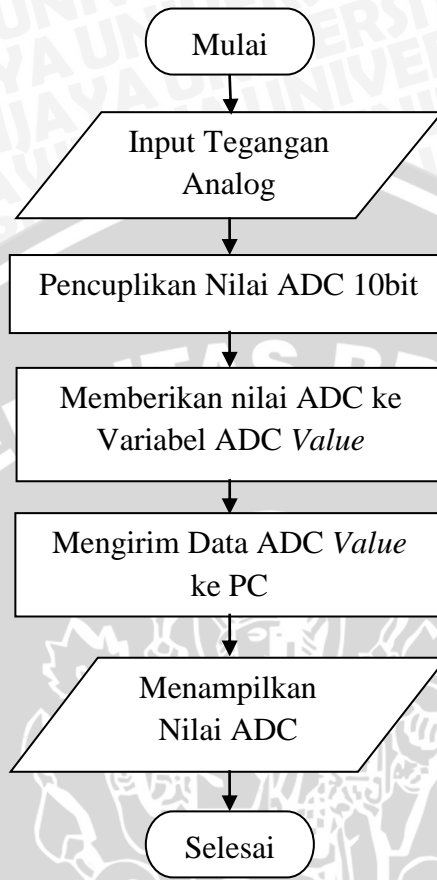 Mulai
Input Tegangan
Analog
Pencuplikan Nilai ADC 10bit
Memberikan nilai ADC ke
Variabel ADC Value
Mengirim Data ADC Value
ke PC
Menampilkan
Nilai ADC
Selesai